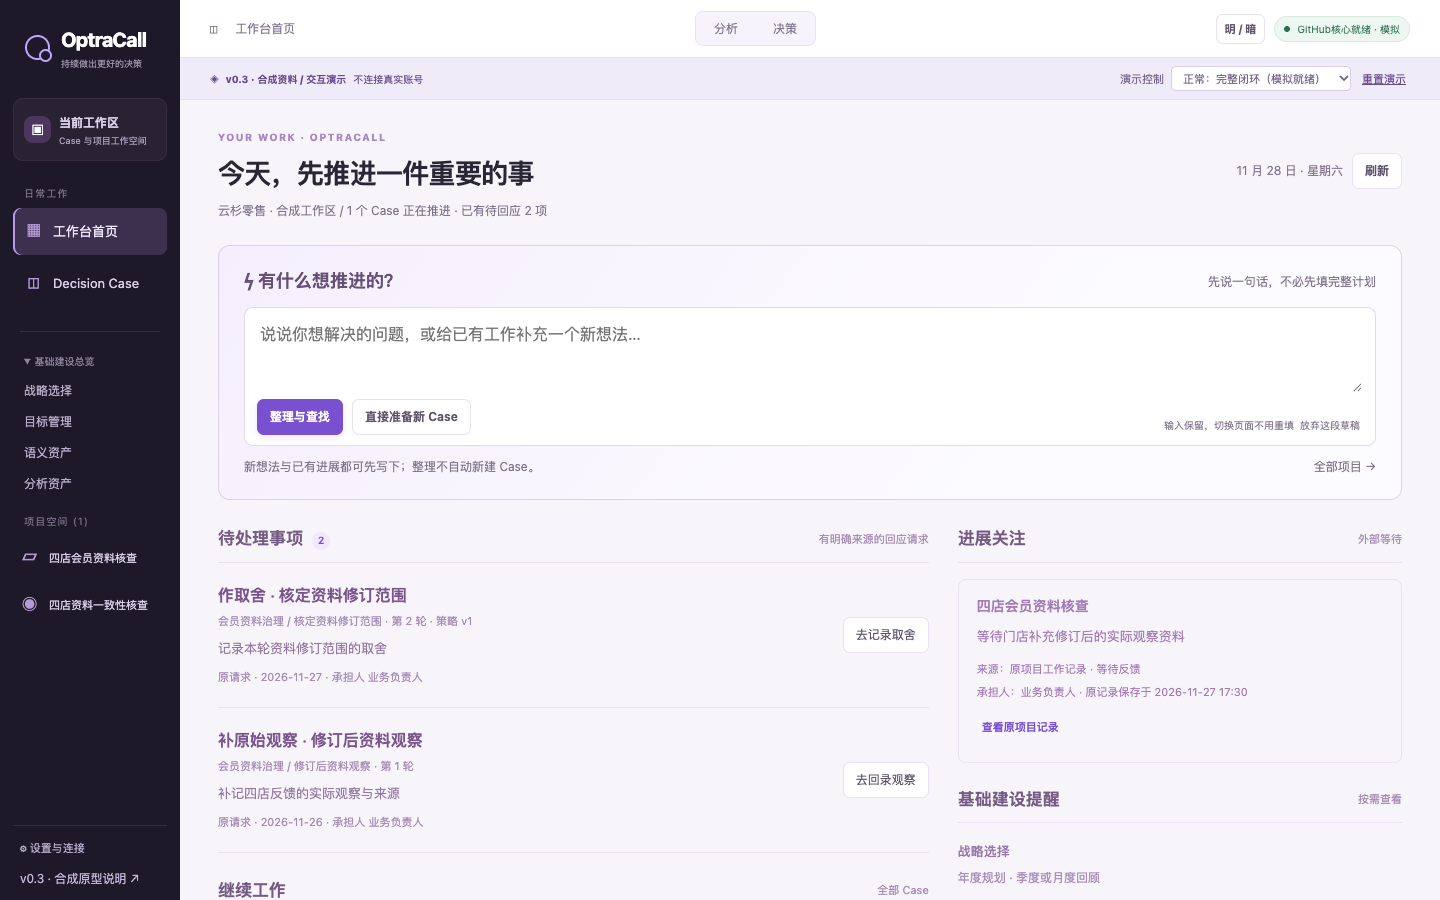 OptraCall
持续做出更好的决策
当前工作区
Case 与项目工作空间
日常工作
工作台首页
Decision Case
▾ 基础建设总览
战略选择
目标管理
语义资产
分析资产
项目空间 (1)
四店会员资料核查
四店资料一致性核查
设置与连接
v0.3 · 合成原型说明 ↗
工作台首页
分析
决策
明 / 暗
GitHub核心就绪 · 模拟
v0.3 · 合成资料 / 交互演示 不连接真实账号
演示控制
正常：完整闭环（模拟就绪）
重置演示
YOUR WORK · OPTRACALL
今天，先推进一件重要的事
11 月 28 日 · 星期六
刷新
云杉零售 · 合成工作区 / 1 个 Case 正在推进 · 已有待回应 2 项
有什么想推进的?
先说一句话，不必先填完整计划
说说你想解决的问题，或给已有工作补充一个新想法...
整理与查找
直接准备新 Case
输入保留，切换页面不用重填 放弃这段草稿
新想法与已有进展都可先写下；整理不自动新建 Case。
全部项目 →
待处理事项 2
有明确来源的回应请求
作取舍 · 核定资料修订范围
会员资料治理 / 核定资料修订范围 · 第 2 轮 · 策略 v1
记录本轮资料修订范围的取舍
原请求 · 2026-11-27 · 承担人 业务负责人
去记录取舍
补原始观察 · 修订后资料观察
会员资料治理 / 修订后资料观察 · 第 1 轮
补记四店反馈的实际观察与来源
原请求 · 2026-11-26 · 承担人 业务负责人
去回录观察
继续工作
全部 Case
进展关注
外部等待
四店会员资料核查
等待门店补充修订后的实际观察资料
来源：原项目工作记录 · 等待反馈
承担人：业务负责人 · 原记录保存于 2026-11-27 17:30
查看原项目记录
基础建设提醒
按需查看
战略选择
年度规划 · 季度或月度回顾